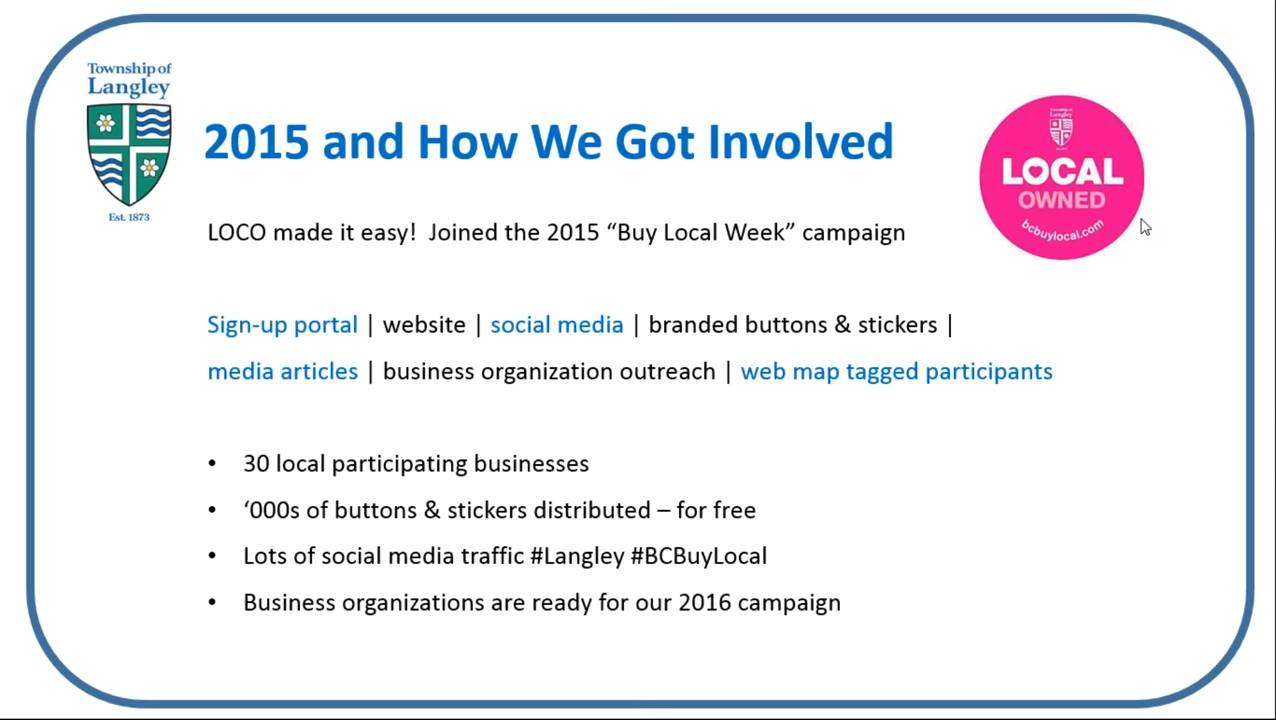 Township of
Langley
Est. 1873
2015 and How We Got Involved
Township of
Langley
LOCAL
OWNED
bcbuylocal.com
LOCO made it easy!  Joined the 2015 “Buy Local Week” campaign
Sign-up portal | website | social media | branded buttons & stickers |
media articles | business organization outreach | web map tagged participants
• 30 local participating businesses
• ‘000s of buttons & stickers distributed – for free
• Lots of social media traffic #Langley #BCBuyLocal
• Business organizations are ready for our 2016 campaign